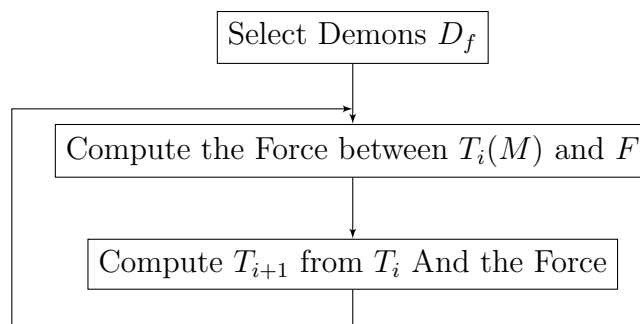 Select Demons $D_f$
Compute the Force between $T_i(M)$ and $F$
Compute $T_{i+1}$ from $T_i$ And the Force